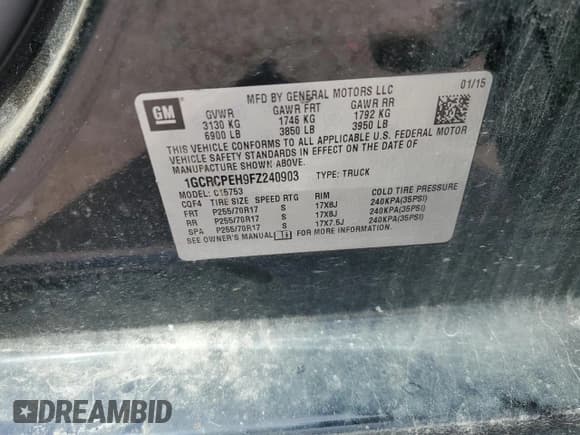 GM
MFD BY GENERAL MOTORS LLC
01/15
GVWR GAWR FRT GAWR RR
3130 KG 1746 KG 1792 KG
6900 LB 3850 LB 3950 LB
THIS VEHICLE CONFORMS TO ALL APPLICABLE U.S. FEDERAL MOTOR
VEHICLE SAFETY STANDARDS IN EFFECT ON THE DATE OF
MANUFACTURE SHOWN ABOVE.
1GCRCPEH9FZ240903 TYPE: TRUCK
MODEL: C15753
CQF4 TIRE SIZE SPEED RTG RIM COLD TIRE PRESSURE
FRT P255/70R17 S 17X8J 240KPA(35PSI)
RR P255/70R17 S 17X8J 240KPA(35PSI)
SPA P255/70R17 S 17X7.5J 240KPA(35PSI)
SEE OWNER'S MANUAL i FOR MORE INFORMATION.
DREAMBID